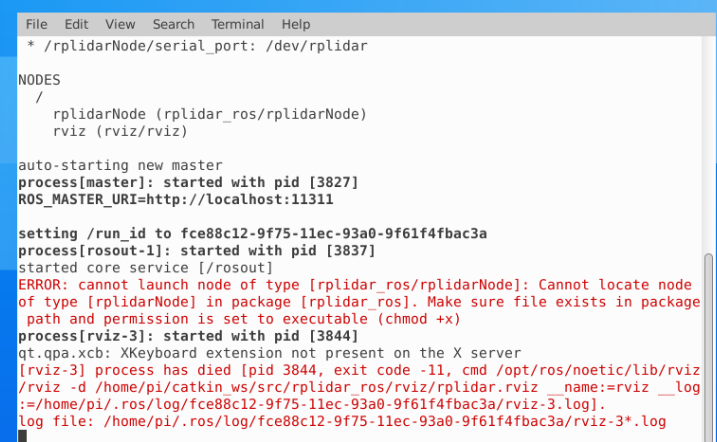 File Edit View Search Terminal Help
* /rplidarNode/serial_port: /dev/rplidar
NODES
/
rplidarNode (rplidar_ros/rplidarNode)
rviz (rviz/rviz)
auto-starting new master
process[master]: started with pid [3827]
ROS_MASTER_URI=http://localhost:11311
setting /run_id to fce88c12-9f75-11ec-93a0-9f61f4fbac3a
process[rosout-1]: started with pid [3837]
started core service [/rosout]
ERROR: cannot launch node of type [rplidar_ros/rplidarNode]: Cannot locate node
of type [rplidarNode] in package [rplidar_ros]. Make sure file exists in package
path and permission is set to executable (chmod +x)
process[rviz-3]: started with pid [3844]
qt.qpa.xcb: XKeyboard extension not present on the X server
[rviz-3] process has died [pid 3844, exit code -11, cmd /opt/ros/noetic/lib/rviz
/rviz -d /home/pi/catkin_ws/src/rplidar_ros/rviz/rplidar.rviz __name:=rviz __log
:=/home/pi/.ros/log/fce88c12-9f75-11ec-93a0-9f61f4fbac3a/rviz-3.log].
log file: /home/pi/.ros/log/fce88c12-9f75-11ec-93a0-9f61f4fbac3a/rviz-3*.log